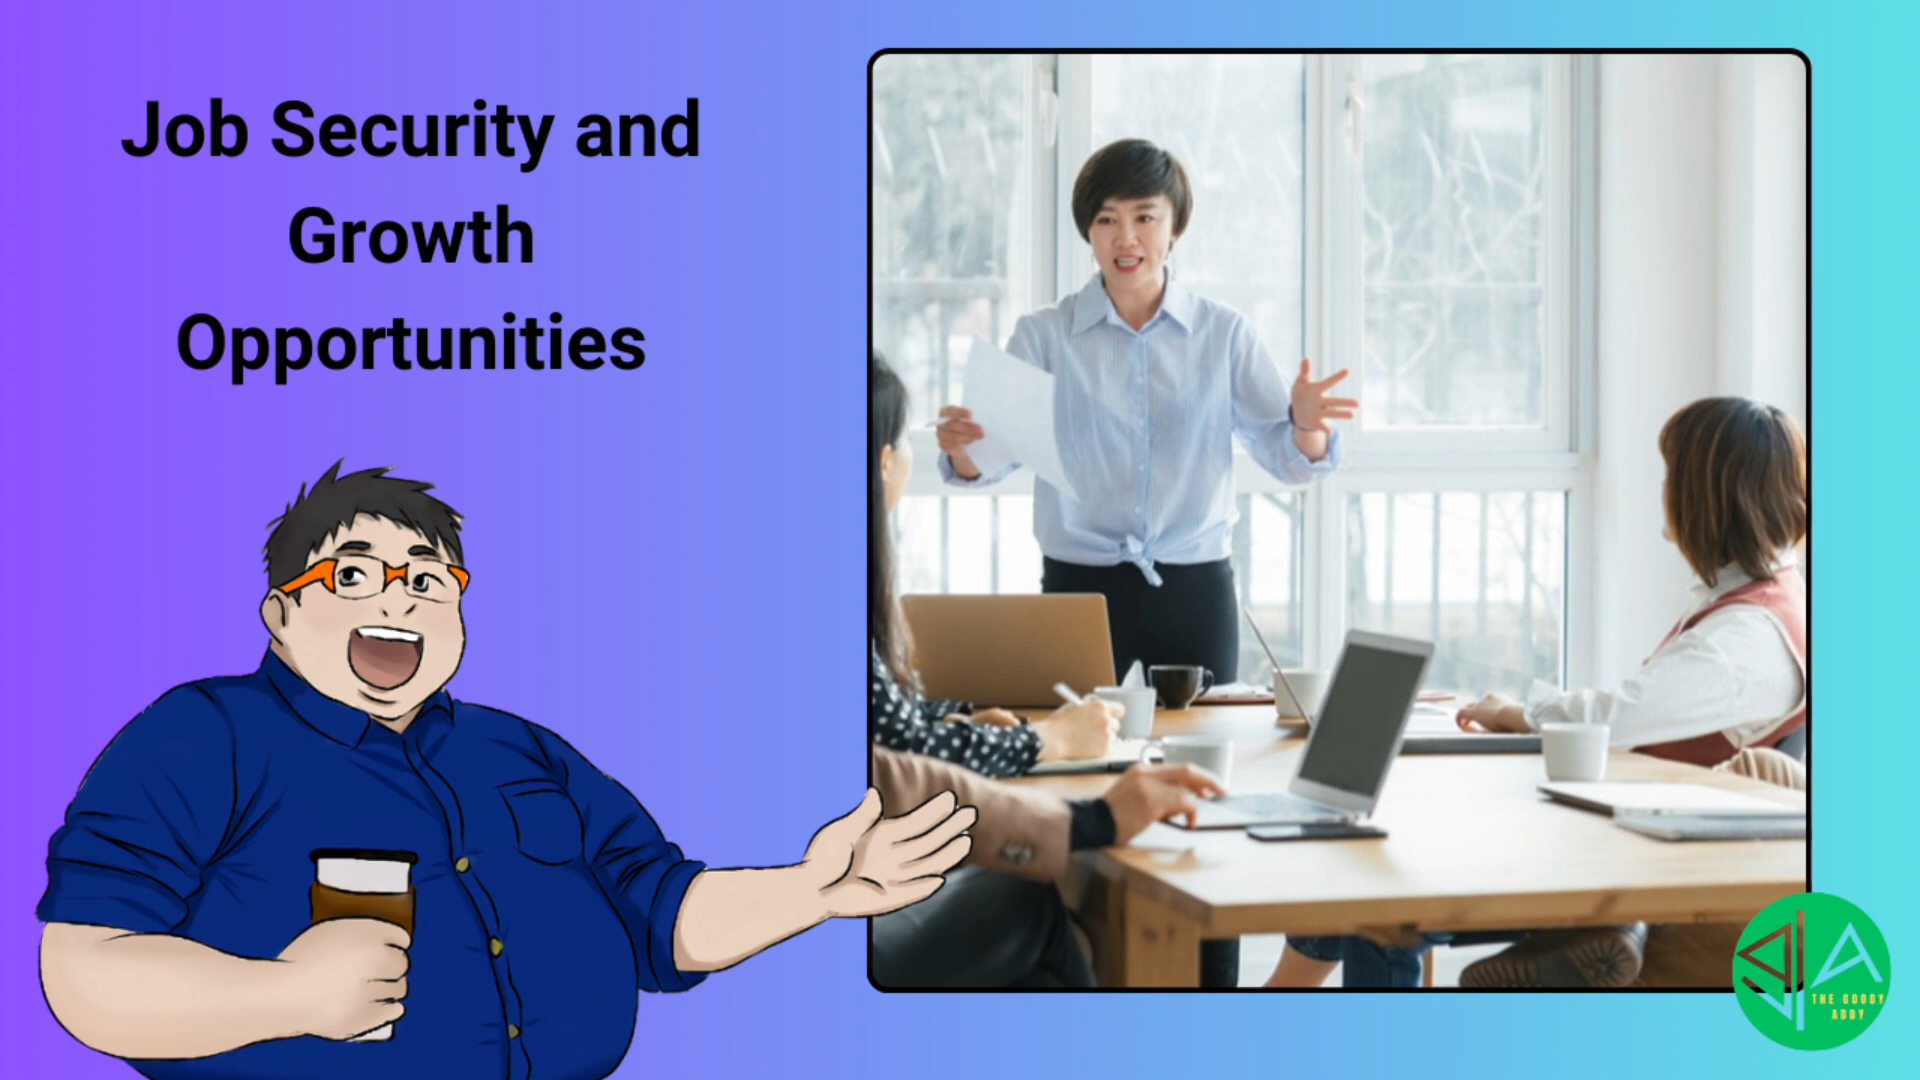 Job Security and
Growth
Opportunities
THE GOODY
ADDY